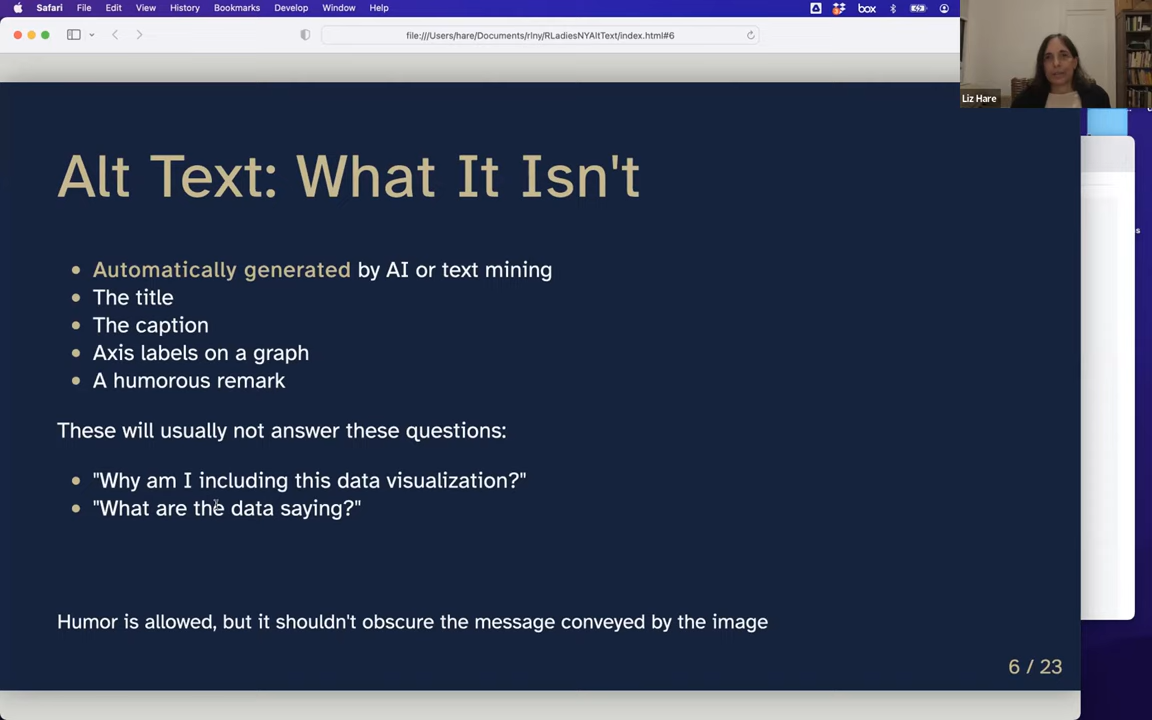 Safari File Edit View History Bookmarks Develop Window Help
box
file:///Users/hare/Documents/rlny/RLadiesNYAltText/index.html#6
Liz Hare
Alt Text: What It Isn't
Automatically generated by AI or text mining
The title
The caption
Axis labels on a graph
A humorous remark
These will usually not answer these questions:
"Why am I including this data visualization?"
"What are the data saying?"
Humor is allowed, but it shouldn't obscure the message conveyed by the image
6 / 23